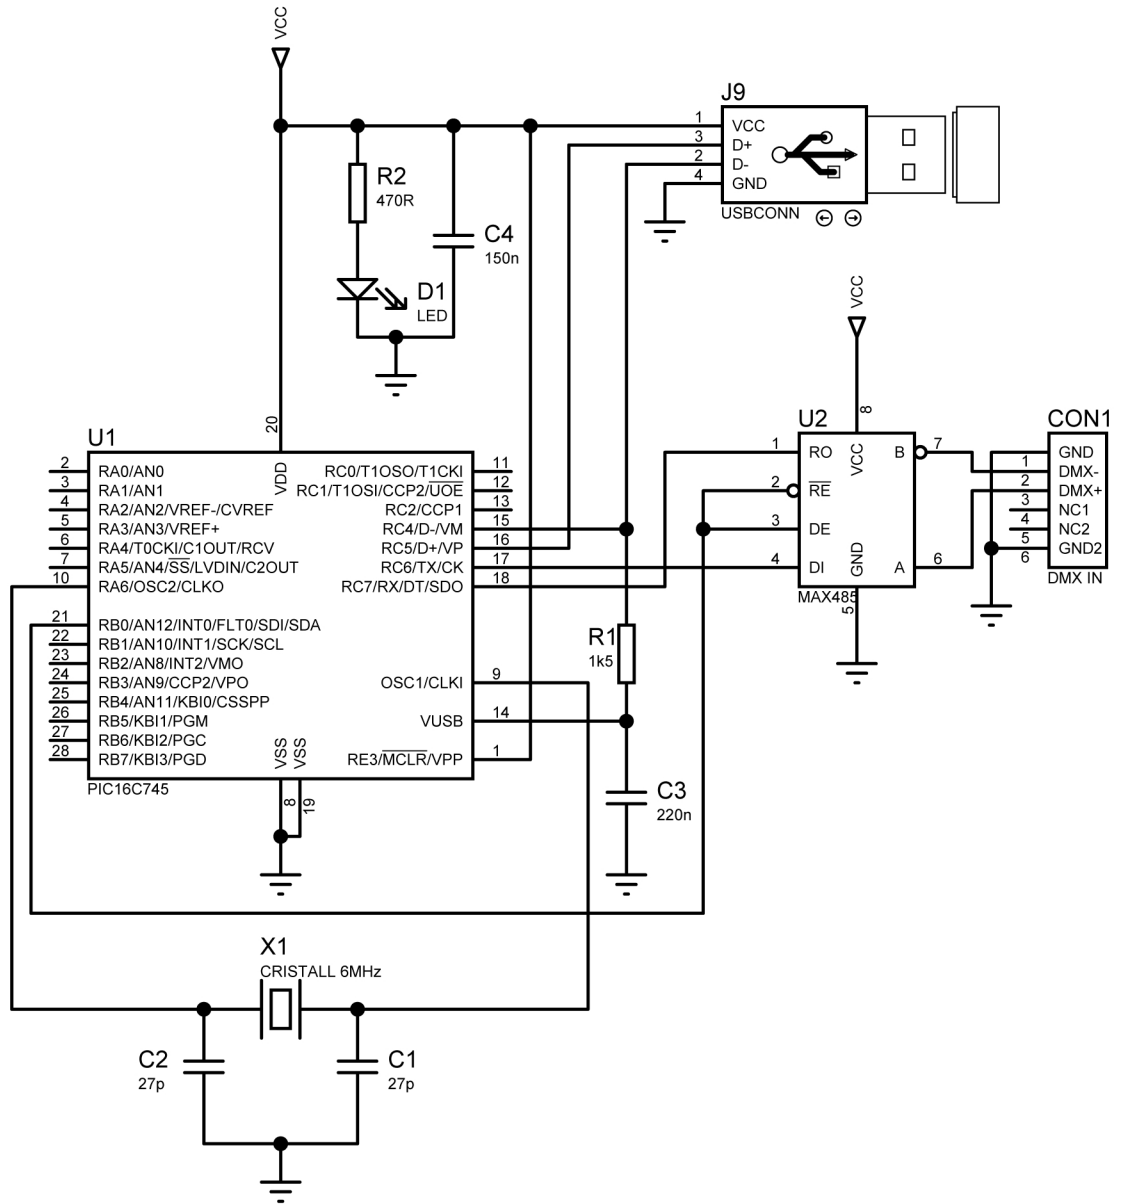 VCC
J9
1 VCC
3 D+
2 D-
4 GND
USBCONN
R2
470R
C4
150n
D1
LED
VCC
U1
20
VDD
2 RA0/AN0
3 RA1/AN1
4 RA2/AN2/VREF-/CVREF
5 RA3/AN3/VREF+
6 RA4/T0CKI/C1OUT/RCV
7 RA5/AN4/SS/LVDIN/C2OUT
10 RA6/OSC2/CLKO
21 RB0/AN12/INT0/FLT0/SDI/SDA
22 RB1/AN10/INT1/SCK/SCL
23 RB2/AN8/INT2/VMO
24 RB3/AN9/CCP2/VPO
25 RB4/AN11/KBI0/CSSPP
26 RB5/KBI1/PGM
27 RB6/KBI2/PGC
28 RB7/KBI3/PGD
RC0/T1OSO/T1CKI 11
RC1/T1OSI/CCP2/UOE 12
RC2/CCP1 13
RC4/D-/VM 15
RC5/D+/VP 16
RC6/TX/CK 17
RC7/RX/DT/SDO 18
OSC1/CLKI 9
VUSB 14
RE3/MCLR/VPP 1
VSS
VSS
8
19
PIC16C745
U2
8
VCC
1 RO
2 RE
3 DE
4 DI
B 7
A 6
GND
5
MAX485
CON1
GND
1 DMX-
2 DMX+
3 NC1
4 NC2
5 GND2
6
DMX IN
R1
1k5
C3
220n
X1
CRISTALL 6MHz
C2
27p
C1
27p